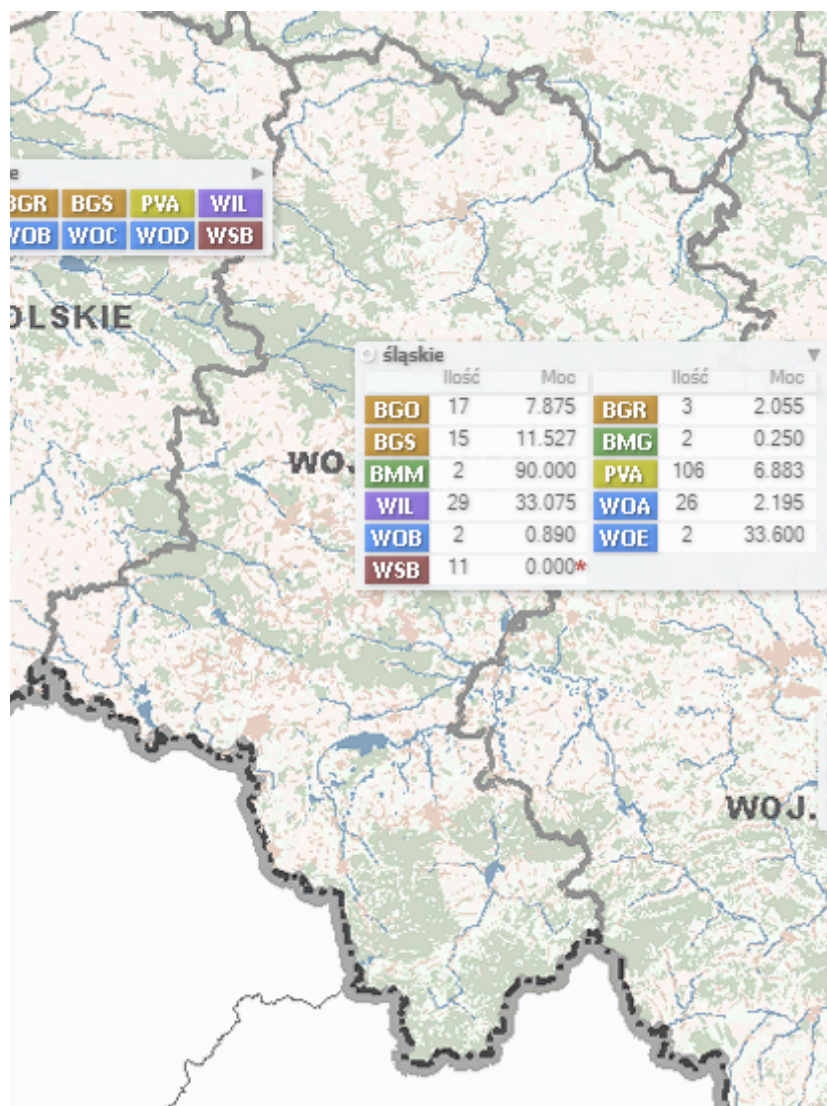 e
BGR BGS PVA WIL
WOB WOC WOD WSB
OLSKIE
śląskie
Ilość Moc Ilość Moc
BGO 17 7.875 BGR 3 2.055
BGS 15 11.527 BMG 2 0.250
WOJ.
BMM 2 90.000 PVA 106 6.883
WIL 29 33.075 WOA 26 2.195
WOB 2 0.890 WOE 2 33.600
WSB 11 0.000*
WOJ.